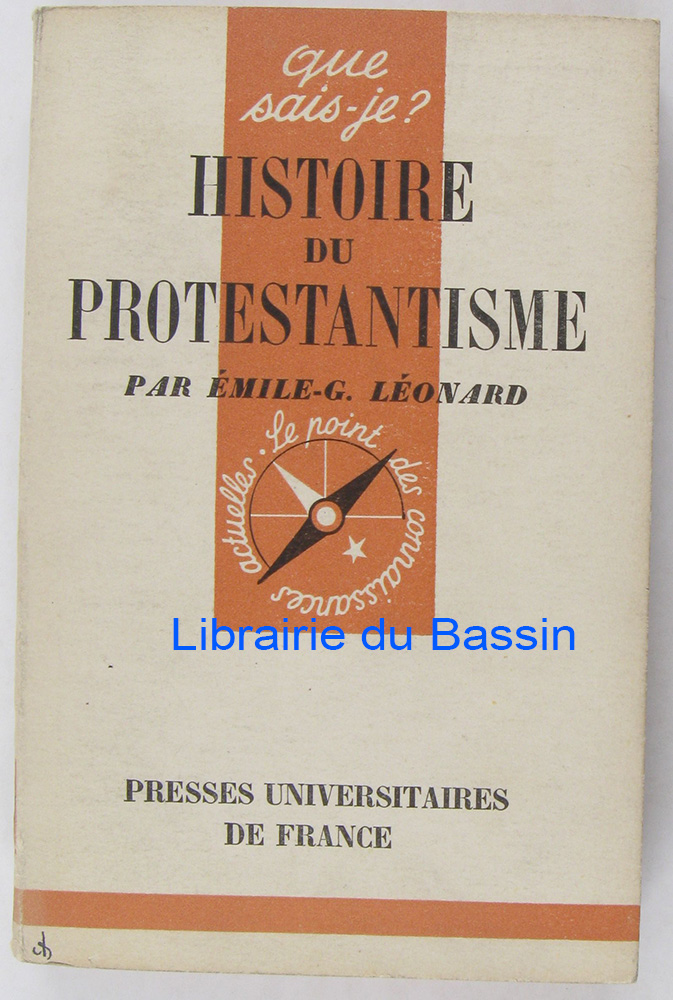 que
sais-je?
HISTOIRE
DU
PROTESTANTISME
PAR ÉMILE-G. LÉONARD
Le point des connaissances actuelles.
Librairie du Bassin
PRESSES UNIVERSITAIRES
DE FRANCE